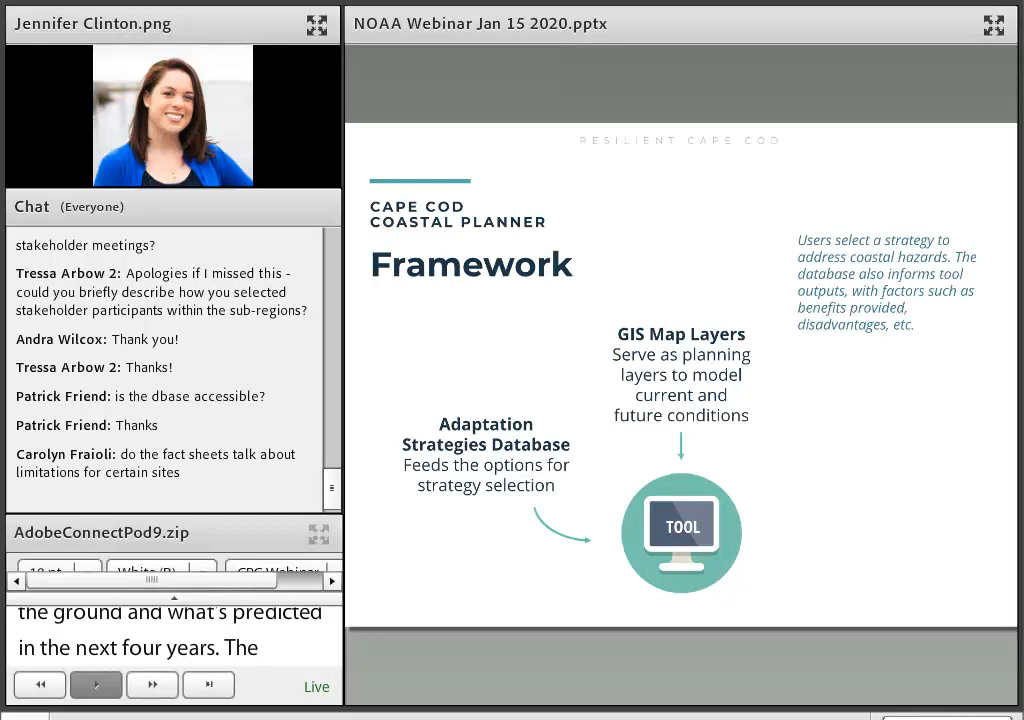 Jennifer Clinton.png
Chat (Everyone)
stakeholder meetings?
Tressa Arbow 2: Apologies if I missed this -
could you briefly describe how you selected
stakeholder participants within the sub-regions?
Andra Wilcox: Thank you!
Tressa Arbow 2: Thanks!
Patrick Friend: is the dbase accessible?
Patrick Friend: Thanks
Carolyn Fraioli: do the fact sheets talk about
limitations for certain sites
AdobeConnectPod9.zip
the ground and what's predicted
in the next four years. The
Live
NOAA Webinar Jan 15 2020.pptx
RESILIENT CAPE COD
CAPE COD
COASTAL PLANNER
Framework
Users select a strategy to
address coastal hazards. The
database also informs tool
outputs, with factors such as
benefits provided,
disadvantages, etc.
GIS Map Layers
Serve as planning
layers to model
current and
future conditions
Adaptation
Strategies Database
Feeds the options for
strategy selection
TOOL